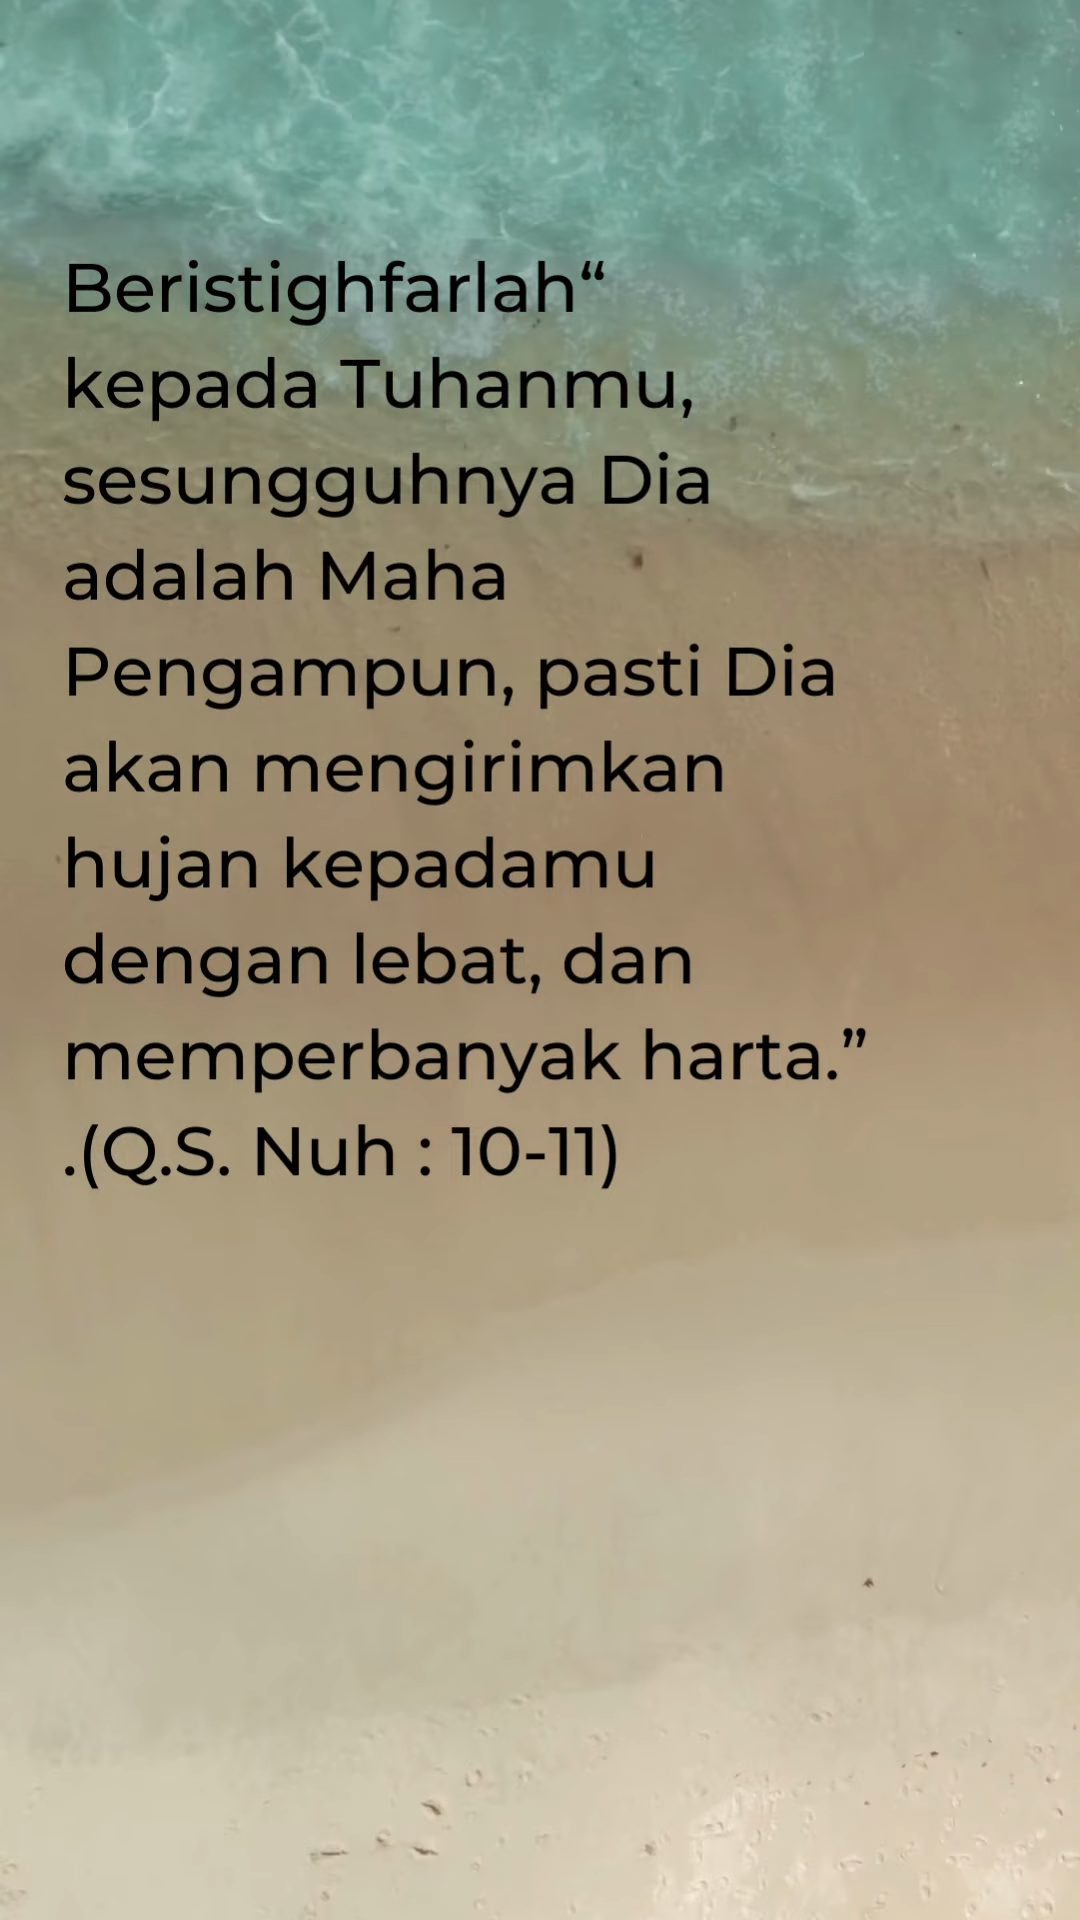 Beristighfarlah“
kepada Tuhanmu,
sesungguhnya Dia
adalah Maha
Pengampun, pasti Dia
akan mengirimkan
hujan kepadamu
dengan lebat, dan
memperbanyak harta.”
.(Q.S. Nuh : 10-11)